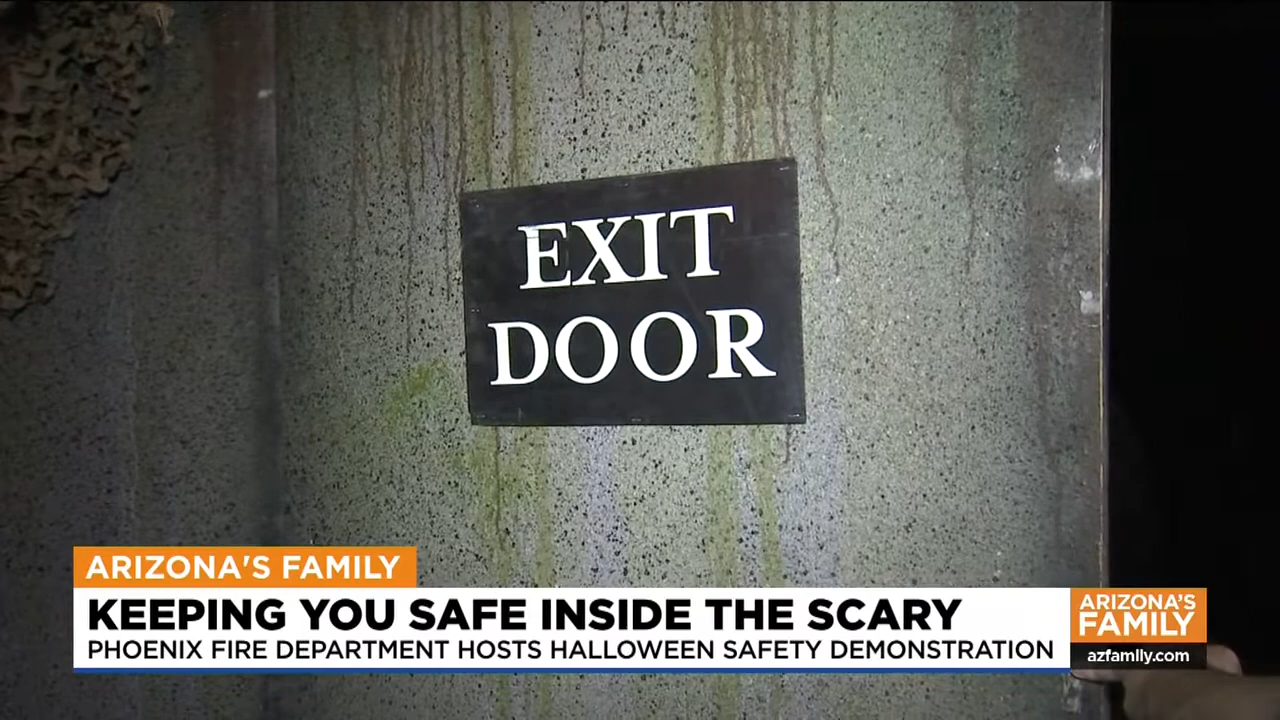 EXIT
DOOR
ARIZONA'S FAMILY
KEEPING YOU SAFE INSIDE THE SCARY
PHOENIX FIRE DEPARTMENT HOSTS HALLOWEEN SAFETY DEMONSTRATION
ARIZONA'S
FAMILY
azfamily.com